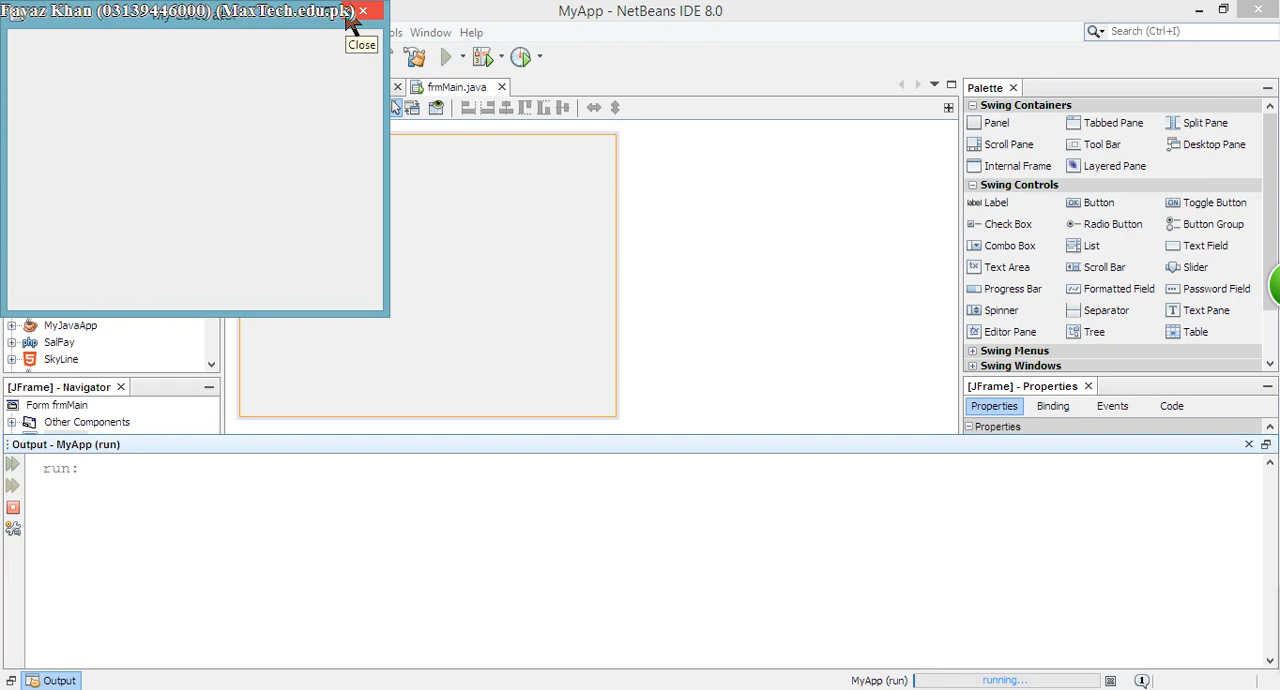 Fayaz Khan (03139446000) (MaxTech.edu.pk)
MyApp - NetBeans IDE 8.0
Close
ols Window Help
Search (Ctrl+I)
frmMain.java
Palette
Swing Containers
Panel Tabbed Pane Split Pane
Scroll Pane Tool Bar Desktop Pane
Internal Frame Layered Pane
Swing Controls
Label Button Toggle Button
Check Box Radio Button Button Group
Combo Box List Text Field
Text Area Scroll Bar Slider
Progress Bar Formatted Field Password Field
Spinner Separator Text Pane
Editor Pane Tree Table
Swing Menus
Swing Windows
MyJavaApp
SalFay
SkyLine
[JFrame] - Navigator
Form frmMain
Other Components
[JFrame] - Properties
Properties Binding Events Code
Properties
Output - MyApp (run)
run:
Output
MyApp (run) running... 1